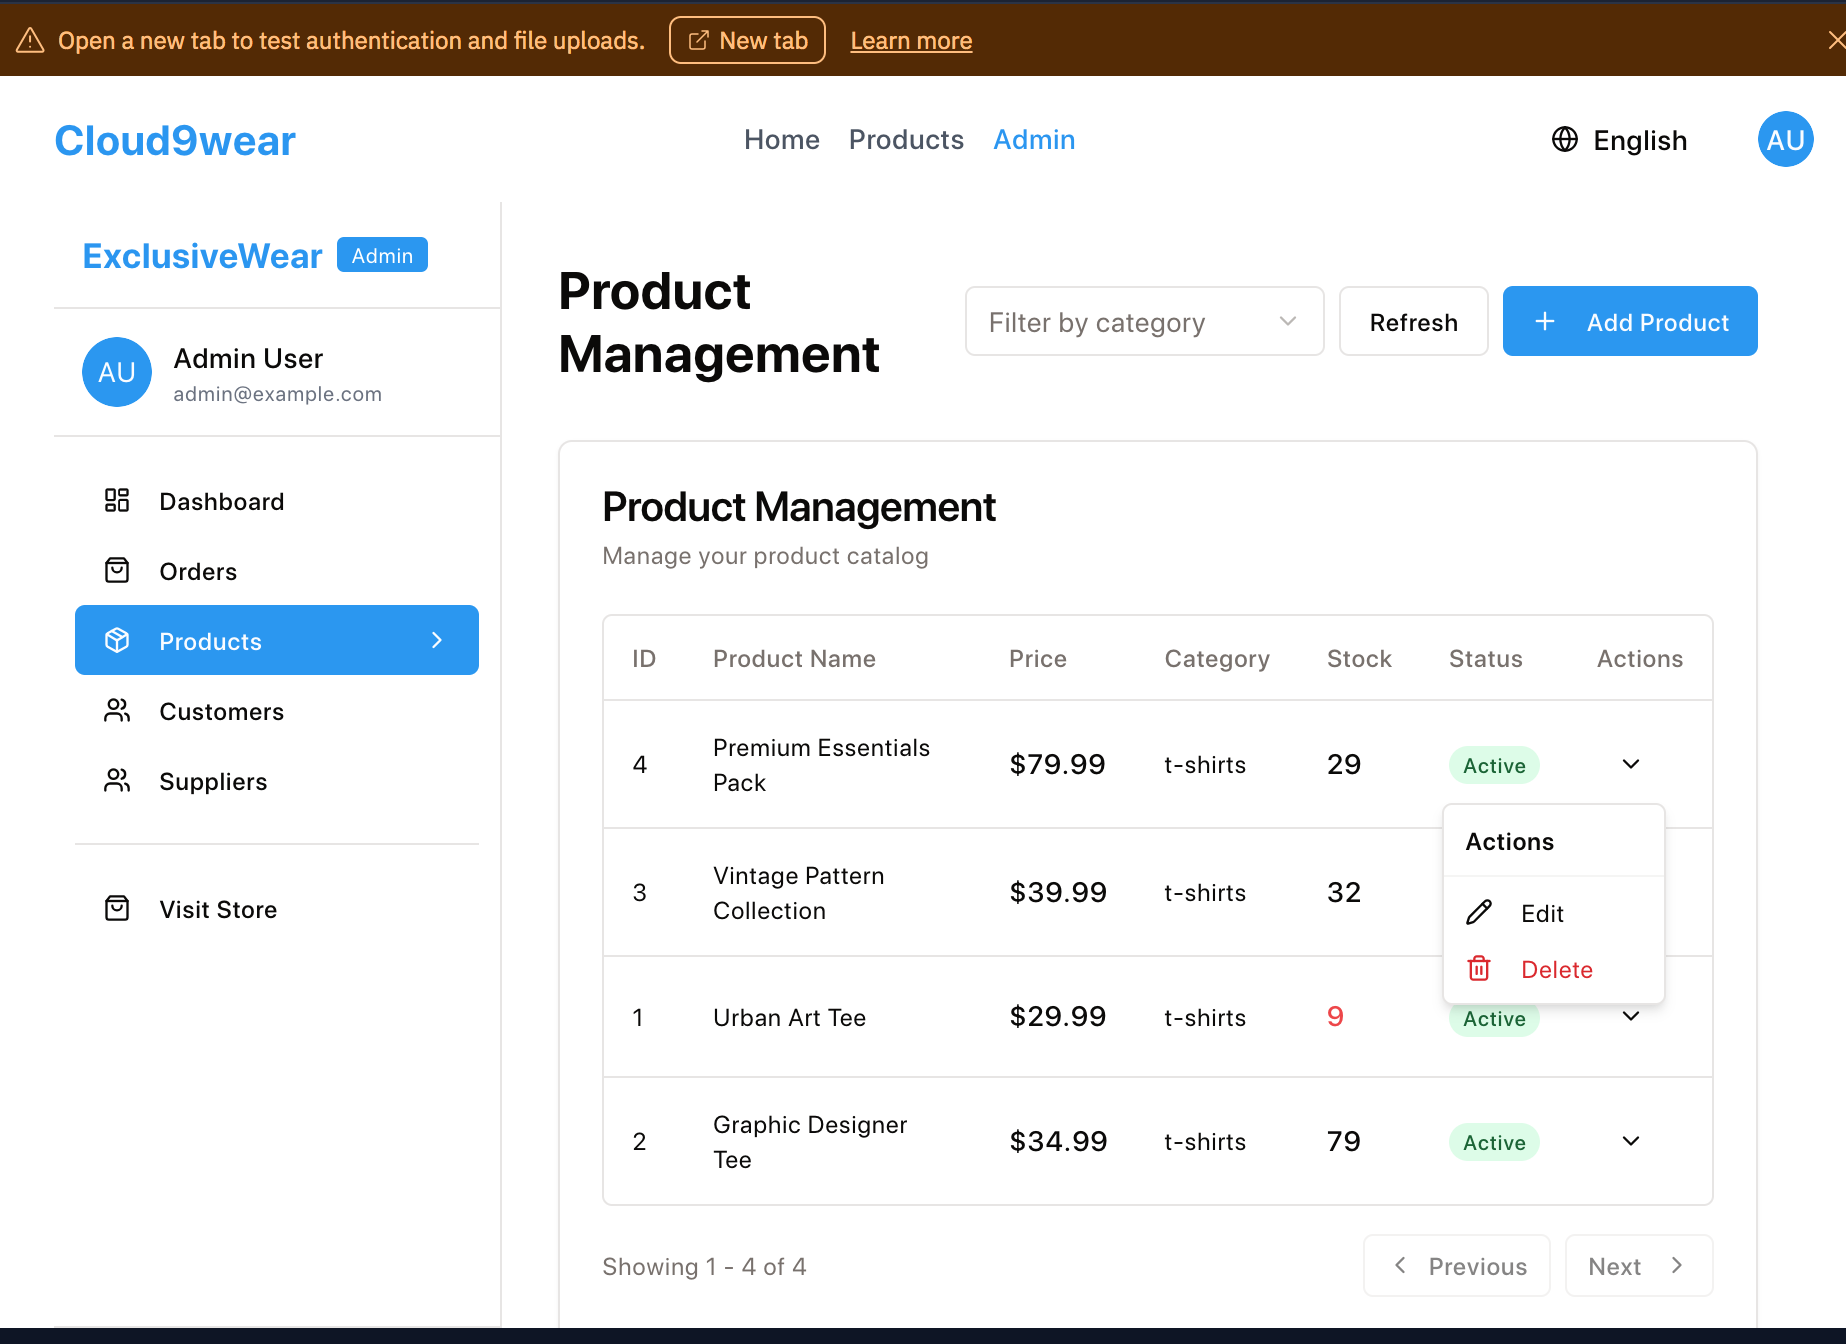 Open a new tab to test authentication and file uploads. New tab Learn more
Cloud9wear
Home Products Admin
English
AU
ExclusiveWear Admin
AU
Admin User
admin@example.com
Dashboard
Orders
Products
Customers
Suppliers
Visit Store
Product
Management
Filter by category
Refresh
+ Add Product
Product Management
Manage your product catalog
ID Product Name Price Category Stock Status Actions
4 Premium Essentials Pack $79.99 t-shirts 29 Active
3 Vintage Pattern Collection $39.99 t-shirts 32
Actions
Edit
Delete
1 Urban Art Tee $29.99 t-shirts 9 Active
2 Graphic Designer Tee $34.99 t-shirts 79 Active
Showing 1 - 4 of 4
Previous
Next